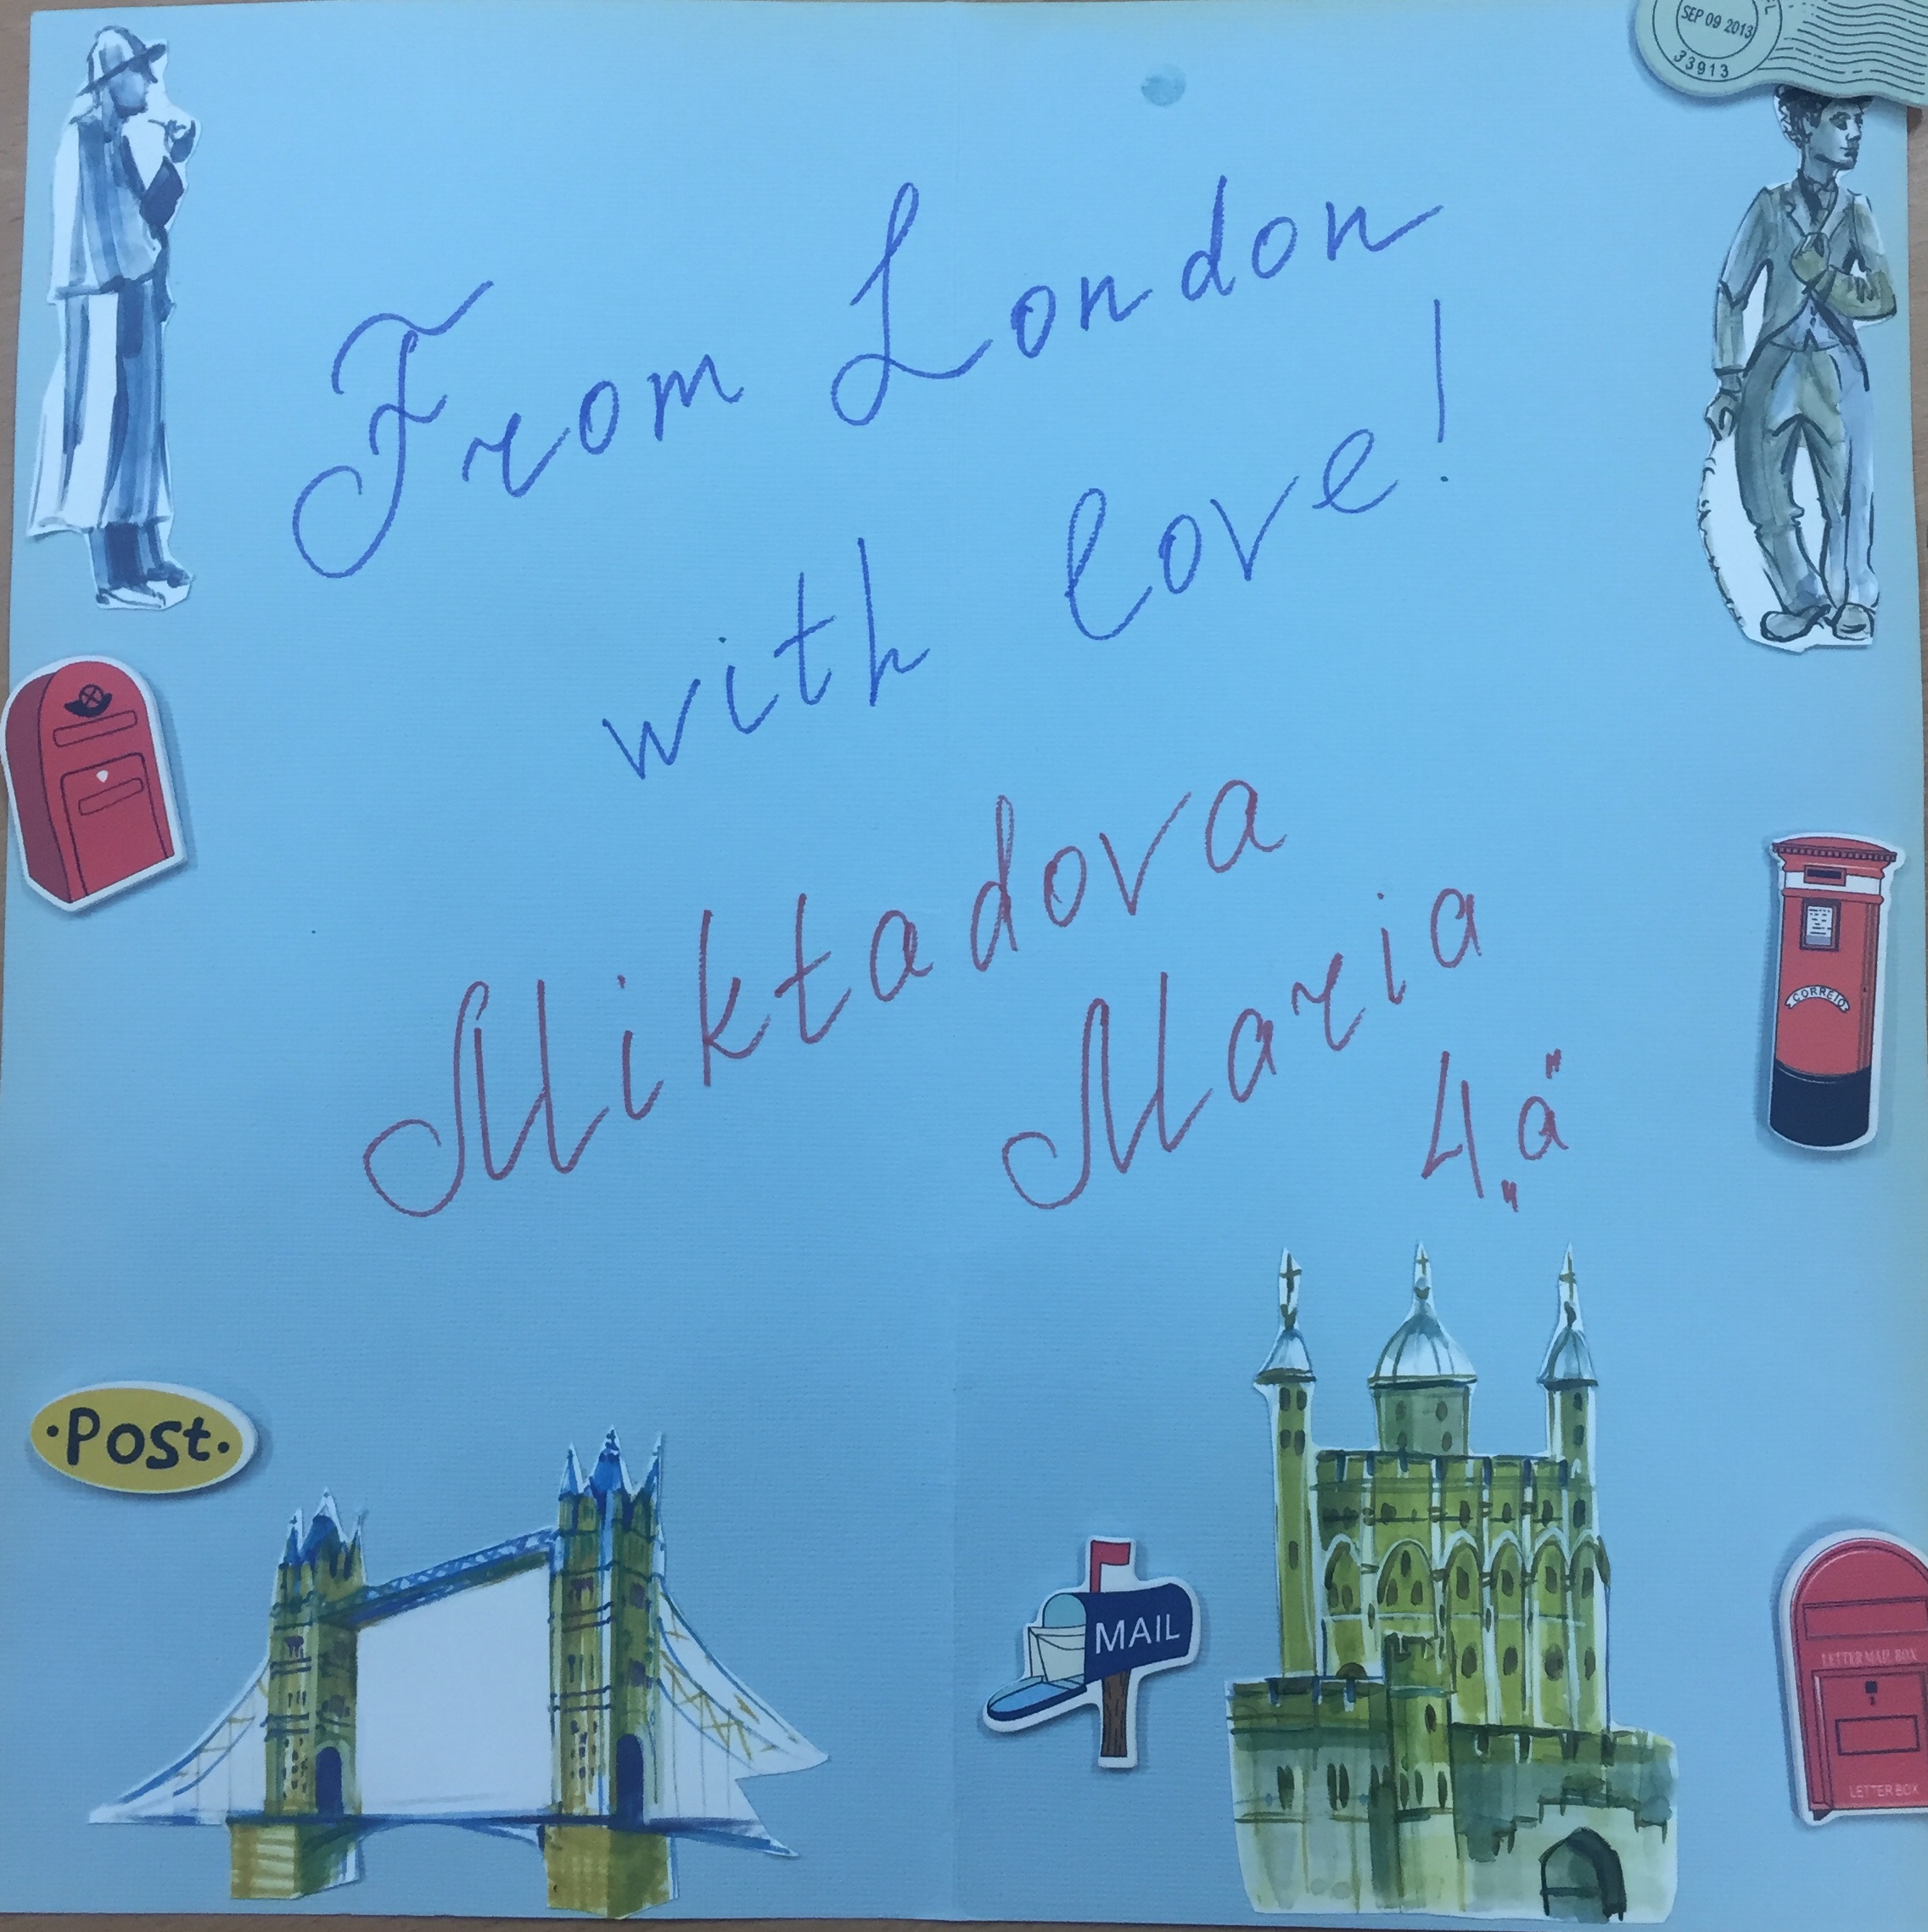 SEP 09 2013
33913
From London
with love!
Miktadova
Maria
4 „a"
CORREIO
·Post·
MAIL
LETTER MAIL BOX
LETTER BOX